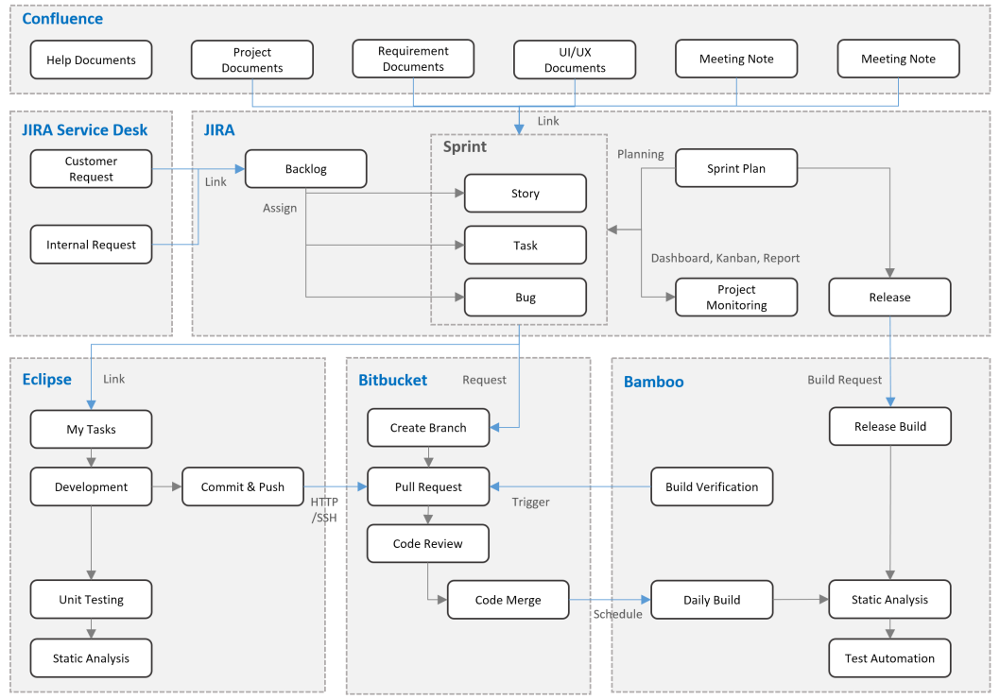 Confluence
Help Documents
Project
Documents
Requirement
Documents
UI/UX
Documents
Meeting Note
Meeting Note
Link
JIRA Service Desk
Customer
Request
Internal Request
Link
JIRA
Backlog
Assign
Sprint
Story
Task
Bug
Planning
Sprint Plan
Dashboard, Kanban, Report
Project
Monitoring
Release
Eclipse
Link
My Tasks
Development
Commit & Push
HTTP
/SSH
Unit Testing
Static Analysis
Bitbucket
Request
Create Branch
Pull Request
Trigger
Code Review
Code Merge
Schedule
Bamboo
Build Request
Release Build
Build Verification
Daily Build
Static Analysis
Test Automation